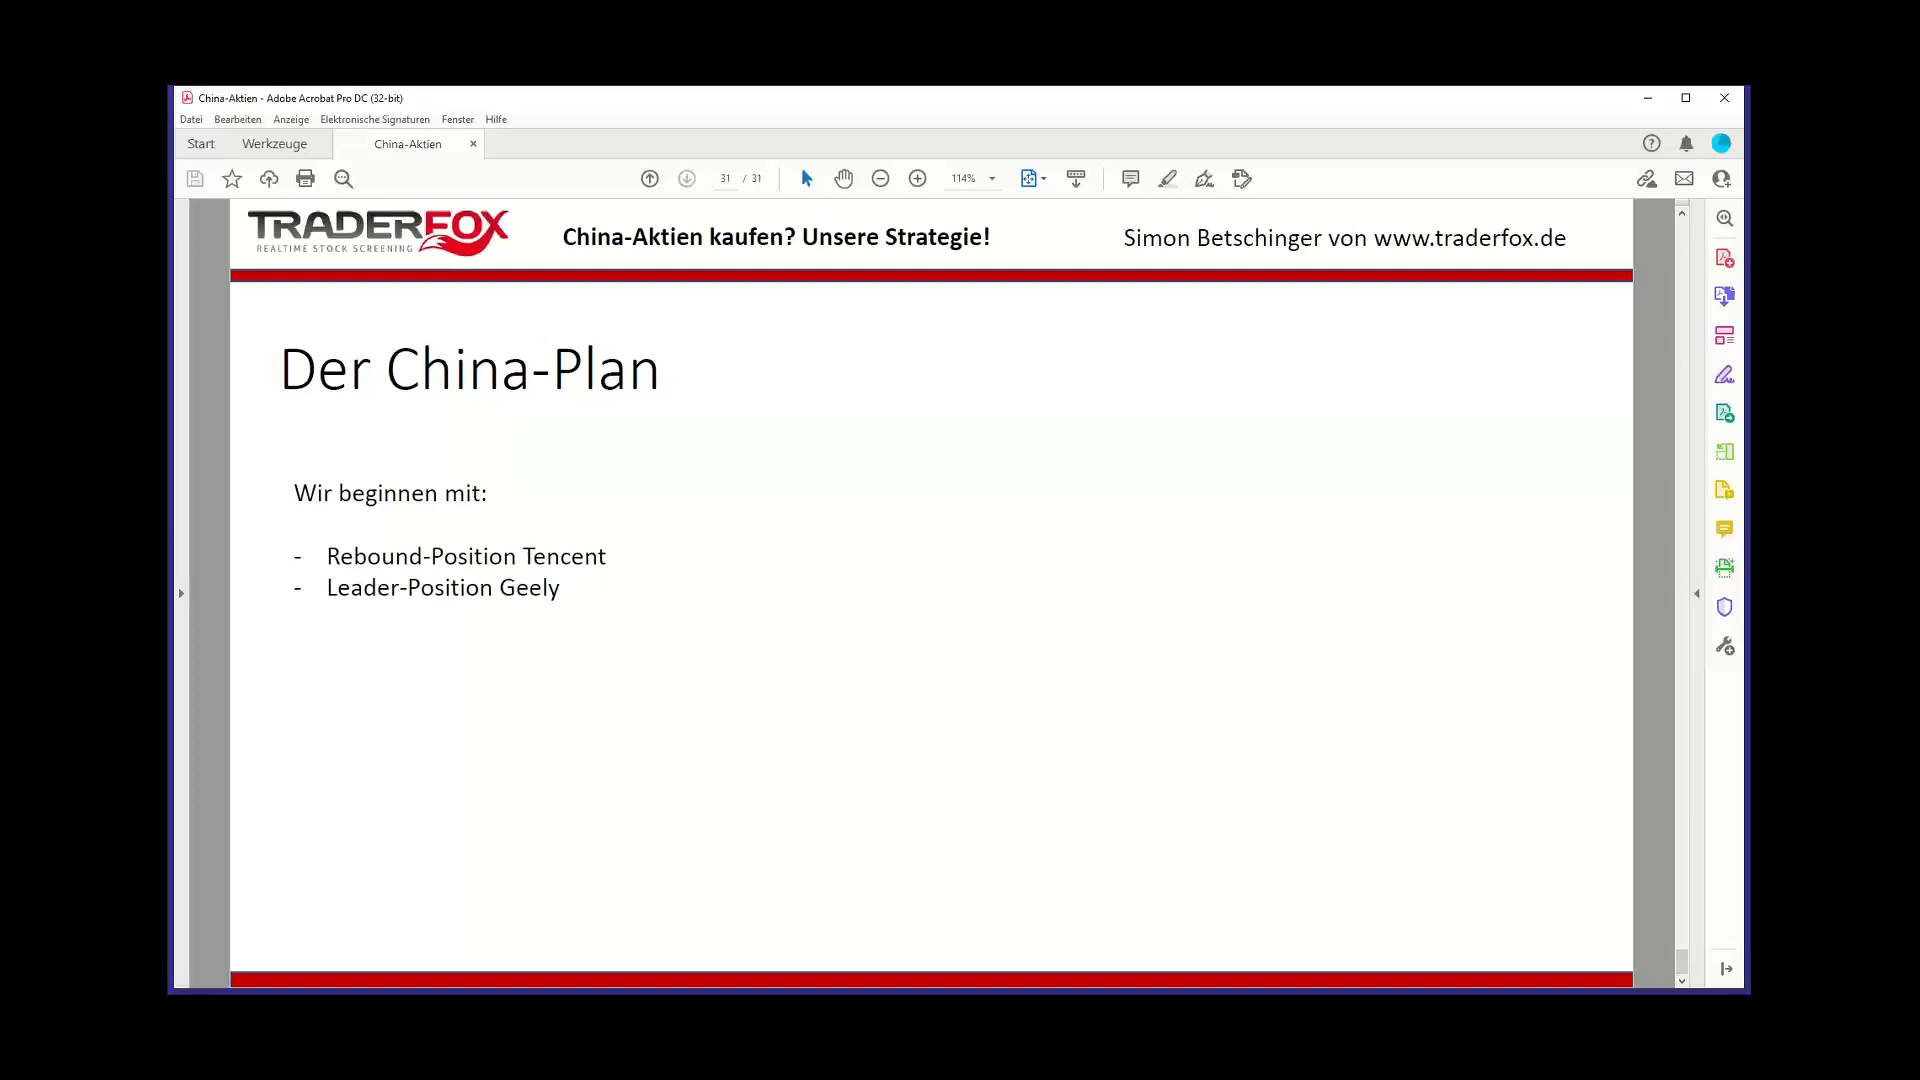 China-Aktien - Adobe Acrobat Pro DC (32-bit)
Datei Bearbeiten Anzeige Elektronische Signaturen Fenster Hilfe
Start Werkzeuge China-Aktien
31 / 31 114%
TRADERFOX
REALTIME STOCK SCREENING
China-Aktien kaufen? Unsere Strategie!
Simon Betschinger von www.traderfox.de
Der China-Plan
Wir beginnen mit:
- Rebound-Position Tencent
- Leader-Position Geely